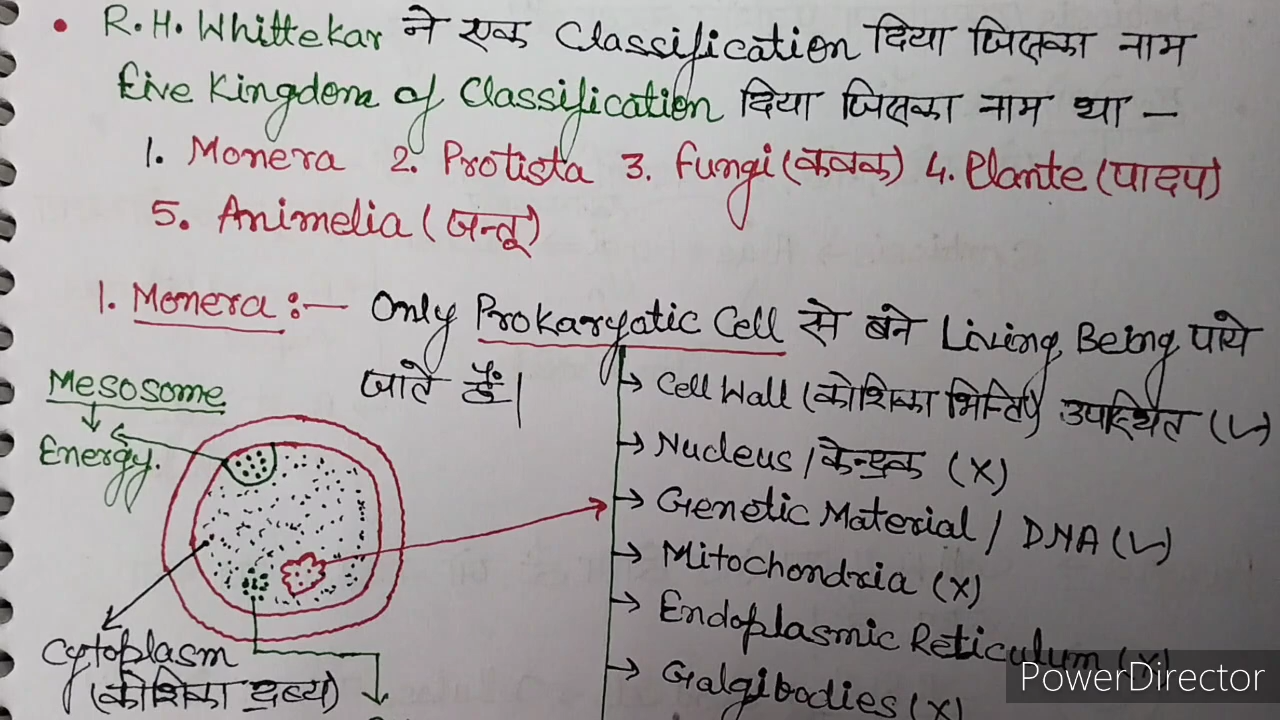 • R.H. Whittekar ने एक Classification दिया जिसका नाम
five Kingdom of Classification दिया जिसका नाम था –
1. Monera 2. Protista 3. Fungi (कवक) 4. Plante (पादप)
5. Animelia (जन्तू)
1. Monera :— Only Prokaryotic Cell से बने Living Being पाये
जाते हैं।
→ Cell Wall (कोशिका भित्ति) उपस्थित (✓)
→ Nucleus / केन्द्रक (X)
→ Genetic Material / DNA (✓)
→ Mitochondria (X)
→ Endoplasmic Reticulum (X)
→ Galgibodies (X)
Mesosome
Energy.
Cytoplasm
(कोशिका द्रव्य)
PowerDirector